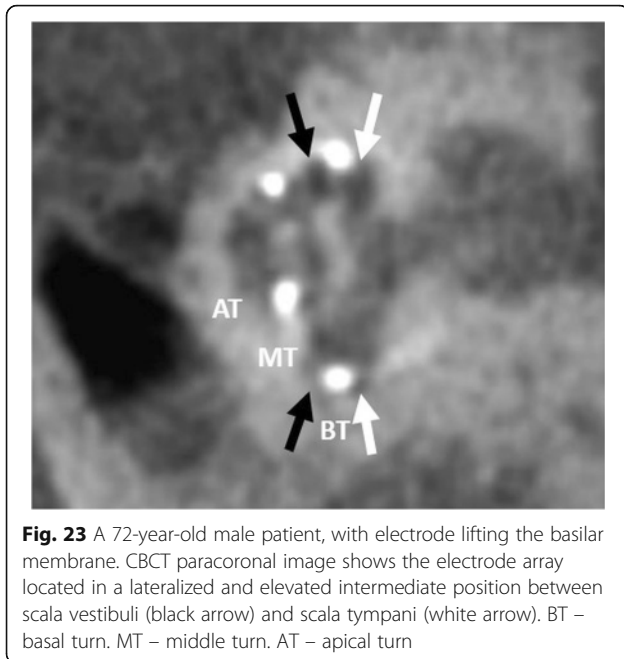 AT
MT
BT
Fig. 23 A 72-year-old male patient, with electrode lifting the basilar
membrane. CBCT paracoronal image shows the electrode array
located in a lateralized and elevated intermediate position between
scala vestibuli (black arrow) and scala tympani (white arrow). BT –
basal turn. MT – middle turn. AT – apical turn